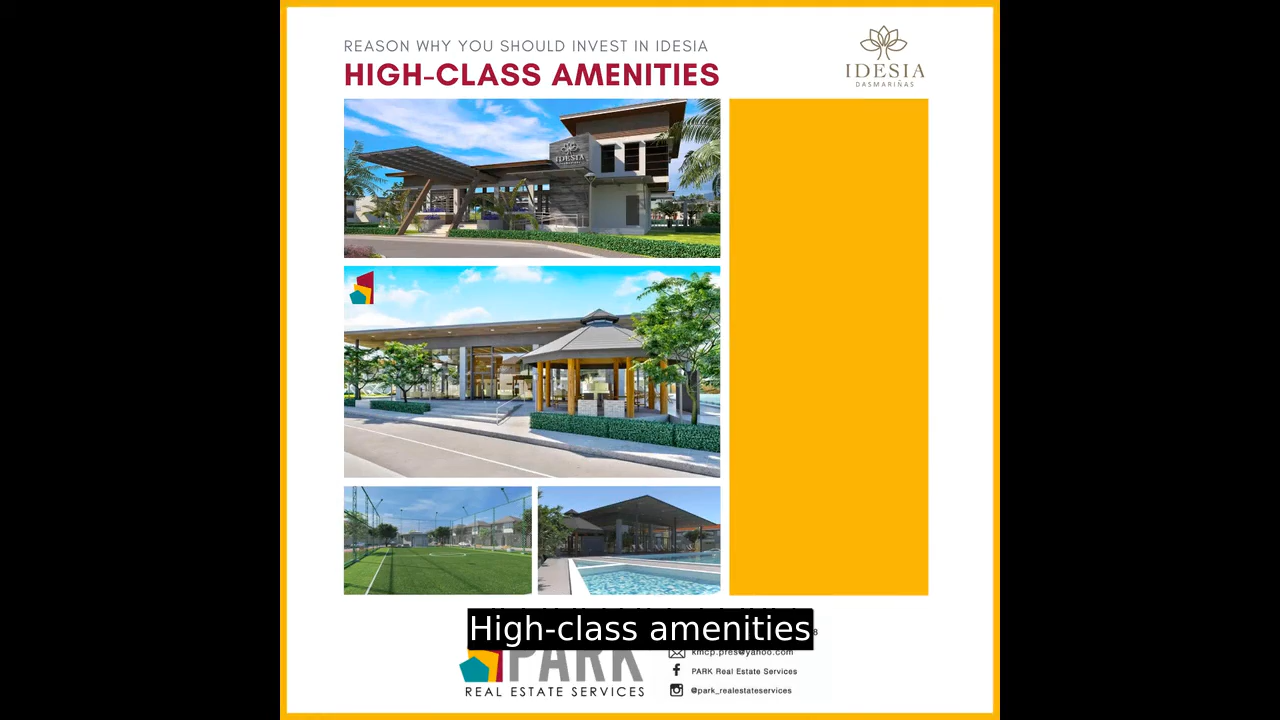 REASON WHY YOU SHOULD INVEST IN IDESIA
HIGH-CLASS AMENITIES
IDESIA
DASMARIÑAS
IDESIA
High-class amenities
8
PARK
REAL ESTATE SERVICES
kmcp.pres@yahoo.com
PARK Real Estate Services
@park_realestateservices